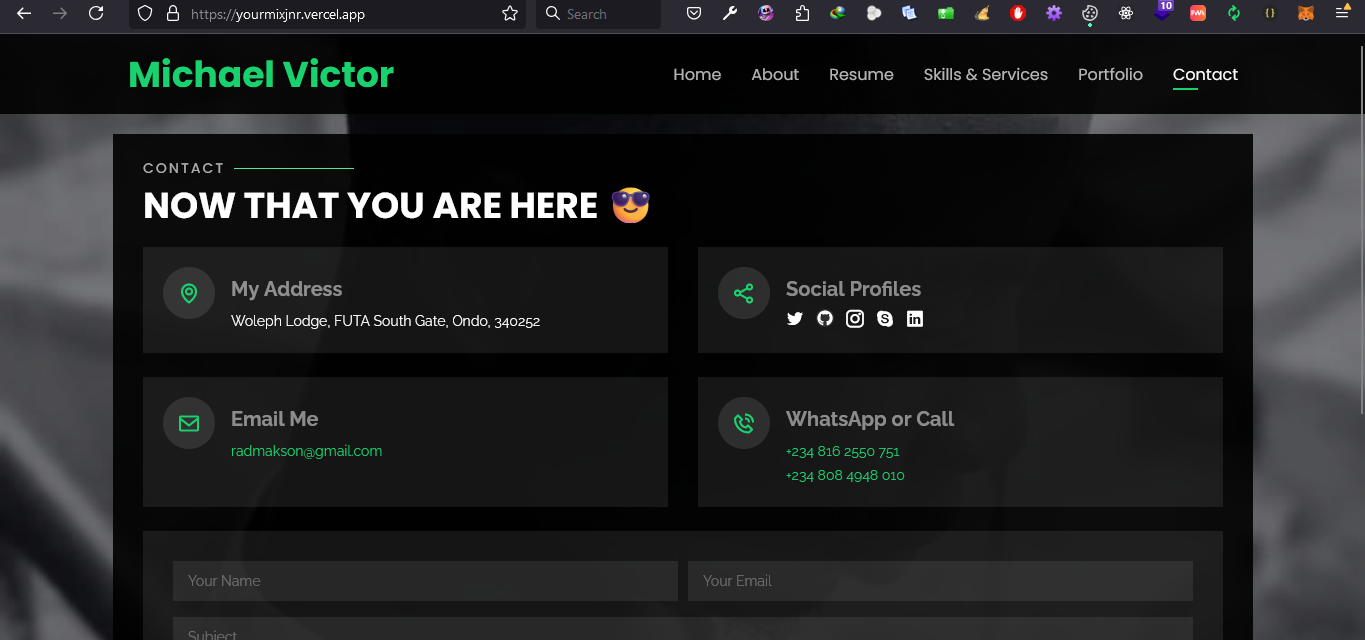 https://yourmixjnr.vercel.app
Search
10
PWA
Michael Victor
Home About Resume Skills & Services Portfolio Contact
CONTACT
NOW THAT YOU ARE HERE 😎
My Address
Woleph Lodge, FUTA South Gate, Ondo, 340252
Social Profiles
Email Me
radmakson@gmail.com
WhatsApp or Call
+234 816 2550 751
+234 808 4948 010
Your Name
Your Email
Subject